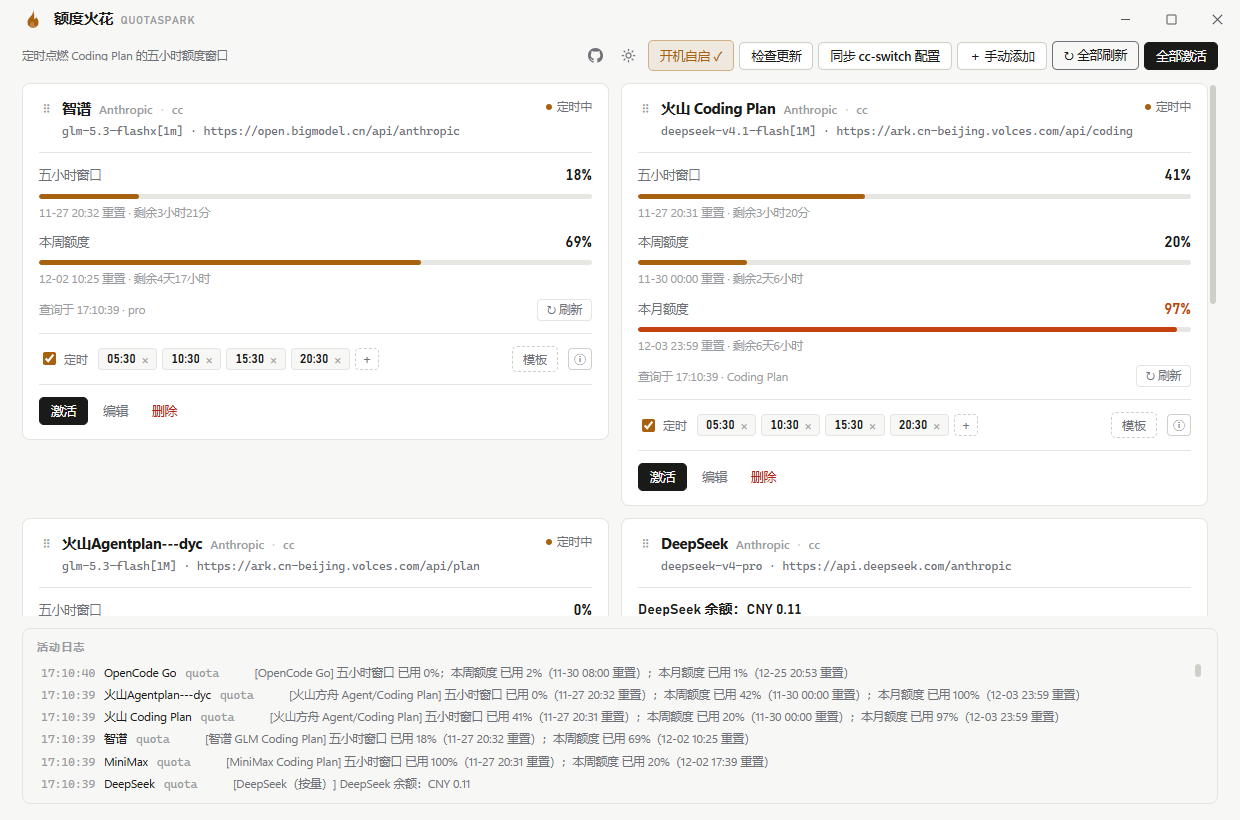 额度火花 QUOTASPARK
定时点燃 Coding Plan 的五小时额度窗口
开机自启 ✓ 检查更新 同步 cc-switch 配置 + 手动添加 ↻ 全部刷新 全部激活
智谱 Anthropic · cc 定时中
glm-5.3-flashx[1m] · https://open.bigmodel.cn/api/anthropic
五小时窗口 18%
11-27 20:32 重置 · 剩余3小时21分
本周额度 69%
12-02 10:25 重置 · 剩余4天17小时
查询于 17:10:39 · pro ↻ 刷新
定时 05:30 × 10:30 × 15:30 × 20:30 × + 模板 ⓘ
激活 编辑 删除
火山 Coding Plan Anthropic · cc 定时中
deepseek-v4.1-flash[1M] · https://ark.cn-beijing.volces.com/api/coding
五小时窗口 41%
11-27 20:31 重置 · 剩余3小时20分
本周额度 20%
11-30 00:00 重置 · 剩余2天6小时
本月额度 97%
12-03 23:59 重置 · 剩余6天6小时
查询于 17:10:39 · Coding Plan ↻ 刷新
定时 05:30 × 10:30 × 15:30 × 20:30 × + 模板 ⓘ
激活 编辑 删除
火山Agentplan---dyc Anthropic · cc 定时中
glm-5.3-flash[1M] · https://ark.cn-beijing.volces.com/api/plan
五小时窗口 0%
DeepSeek Anthropic · cc
deepseek-v4-pro · https://api.deepseek.com/anthropic
DeepSeek 余额：CNY 0.11
活动日志
17:10:40 OpenCode Go quota [OpenCode Go] 五小时窗口 已用 0%；本周额度 已用 2%（11-30 08:00 重置）；本月额度 已用 1%（12-25 20:53 重置）
17:10:39 火山Agentplan---dyc quota [火山方舟 Agent/Coding Plan] 五小时窗口 已用 0%（11-27 20:32 重置）；本周额度 已用 42%（11-30 00:00 重置）；本月额度 已用 100%（12-03 23:59 重置）
17:10:39 火山 Coding Plan quota [火山方舟 Agent/Coding Plan] 五小时窗口 已用 41%（11-27 20:31 重置）；本周额度 已用 20%（11-30 00:00 重置）；本月额度 已用 97%（12-03 23:59 重置）
17:10:39 智谱 quota [智谱 GLM Coding Plan] 五小时窗口 已用 18%（11-27 20:32 重置）；本周额度 已用 69%（12-02 10:25 重置）
17:10:39 MiniMax quota [MiniMax Coding Plan] 五小时窗口 已用 100%（11-27 20:31 重置）；本周额度 已用 20%（12-02 17:39 重置）
17:10:39 DeepSeek quota [DeepSeek（按量）] DeepSeek 余额：CNY 0.11